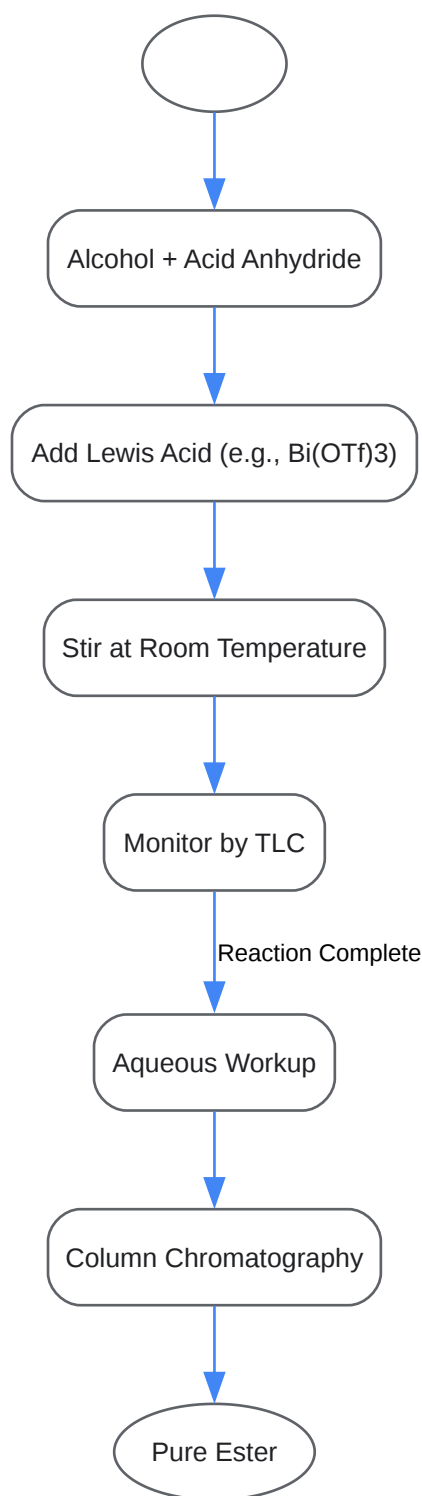 Alcohol + Acid Anhydride
Add Lewis Acid (e.g., Bi(OTf)3)
Stir at Room Temperature
Monitor by TLC
Reaction Complete
Aqueous Workup
Column Chromatography
Pure Ester